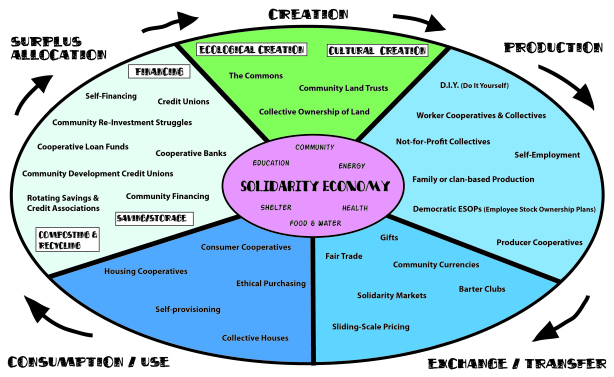 CREATION
SURPLUS
ALLOCATION
PRODUCTION
ECOLOGICAL CREATION
CULTURAL CREATION
The Commons
Community Land Trusts
Collective Ownership of Land
FINANCING
Self-Financing
Credit Unions
Community Re-Investment Struggles
Cooperative Loan Funds
Cooperative Banks
Community Development Credit Unions
Rotating Savings &
Credit Associations
Community Financing
SAVING/STORAGE
COMPOSTING &
RECYCLING
D.I.Y. (Do It Yourself)
Worker Cooperatives & Collectives
Not-for-Profit Collectives
Self-Employment
Family or clan-based Production
Democratic ESOPs (Employee Stock Ownership Plans)
Producer Cooperatives
COMMUNITY
EDUCATION
ENERGY
SOLIDARITY ECONOMY
SHELTER
HEALTH
FOOD & WATER
Consumer Cooperatives
Housing Cooperatives
Ethical Purchasing
Self-provisioning
Collective Houses
Gifts
Fair Trade
Community Currencies
Barter Clubs
Solidarity Markets
Sliding-Scale Pricing
CONSUMPTION / USE
EXCHANGE / TRANSFER